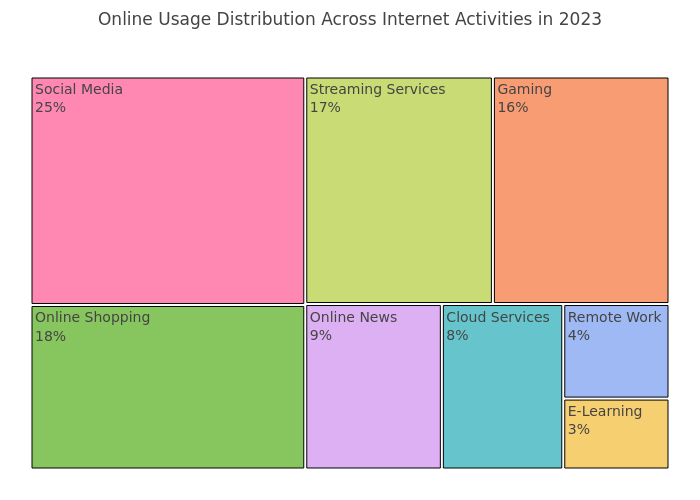 Online Usage Distribution Across Internet Activities in 2023
Social Media
25%
Streaming Services
17%
Gaming
16%
Online Shopping
18%
Online News
9%
Cloud Services
8%
Remote Work
4%
E-Learning
3%